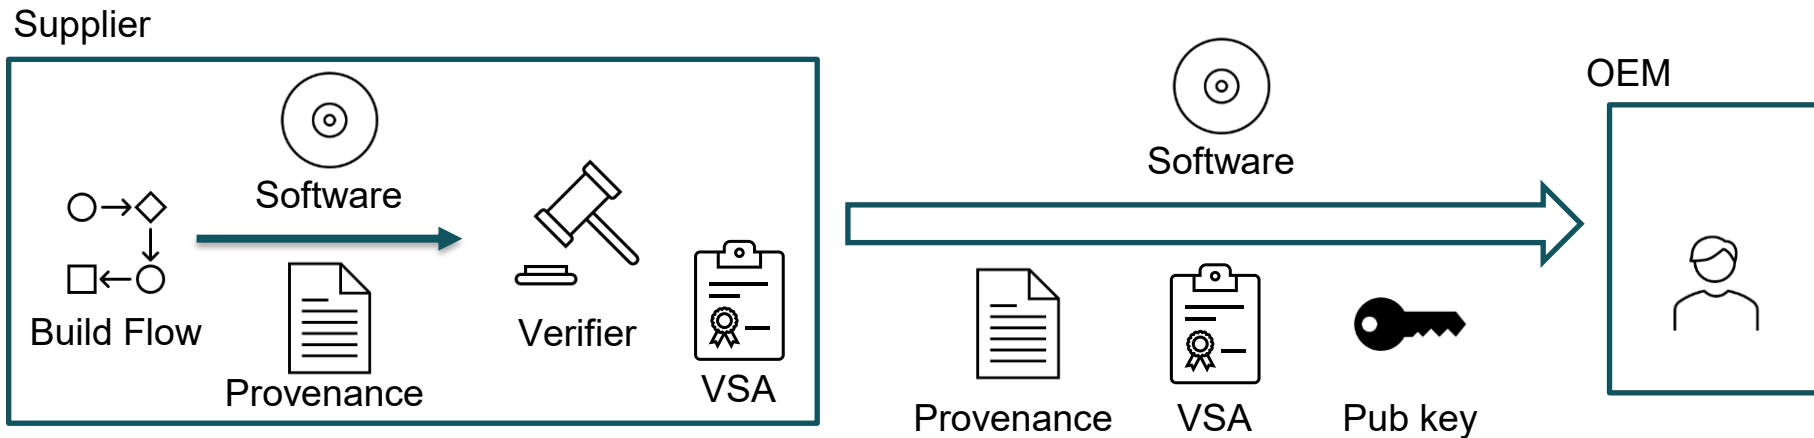 Supplier
Software
Build Flow
Provenance
Verifier
VSA
Software
Provenance
VSA
Pub key
OEM